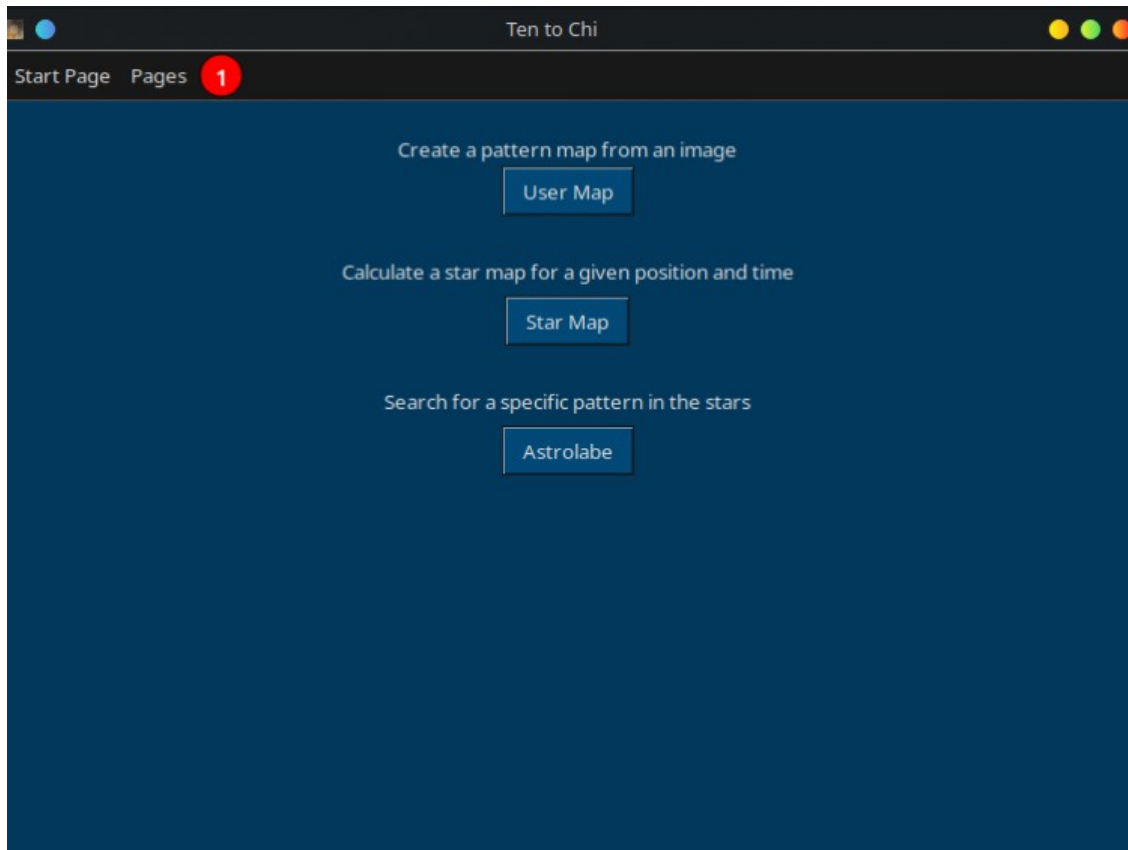 Ten to Chi
Start Page Pages 1
Create a pattern map from an image
User Map
Calculate a star map for a given position and time
Star Map
Search for a specific pattern in the stars
Astrolabe